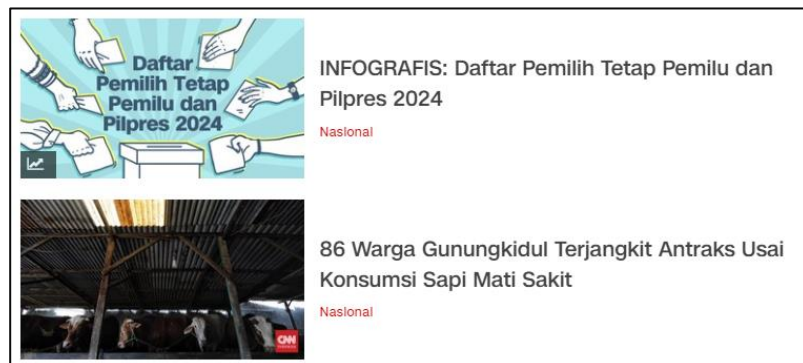 Daftar
Pemilih Tetap
Pemilu dan
Pilpres 2024
INFOGRAFIS: Daftar Pemilih Tetap Pemilu dan
Pilpres 2024
Nasional
CNN
86 Warga Gunungkidul Terjangkit Antraks Usai
Konsumsi Sapi Mati Sakit
Nasional